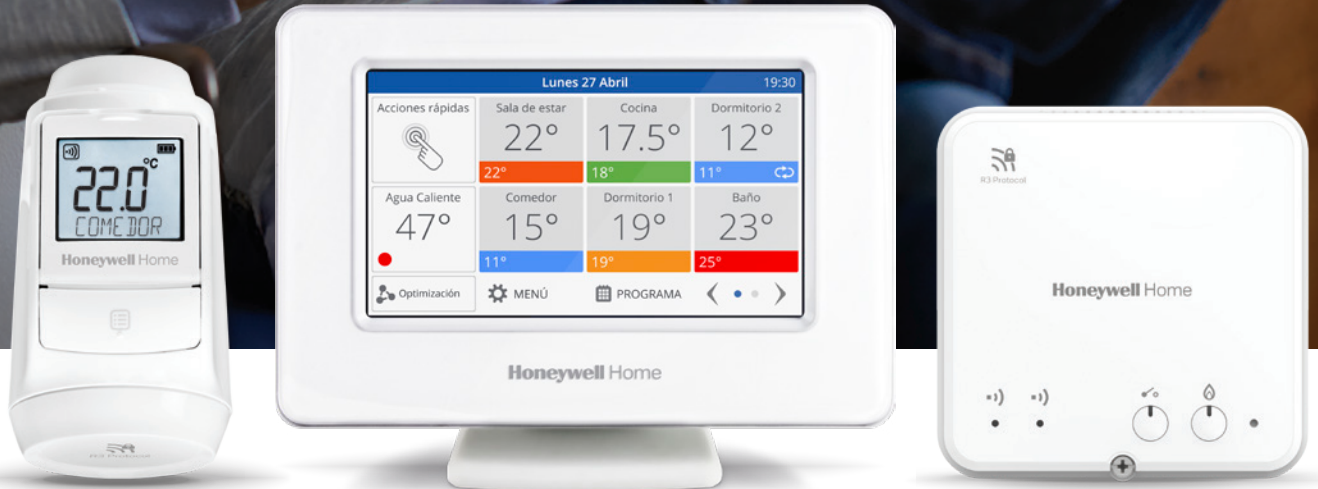 22.0 °C
COMEDOR
Honeywell Home
R3 Protocol
Lunes 27 Abril 19:30
Acciones rápidas
Sala de estar
22°
22°
Cocina
17.5°
18°
Dormitorio 2
12°
11°
Agua Caliente
47°
Comedor
15°
11°
Dormitorio 1
19°
19°
Baño
23°
25°
Optimización
MENÚ
PROGRAMA
Honeywell Home
R3 Protocol
Honeywell Home